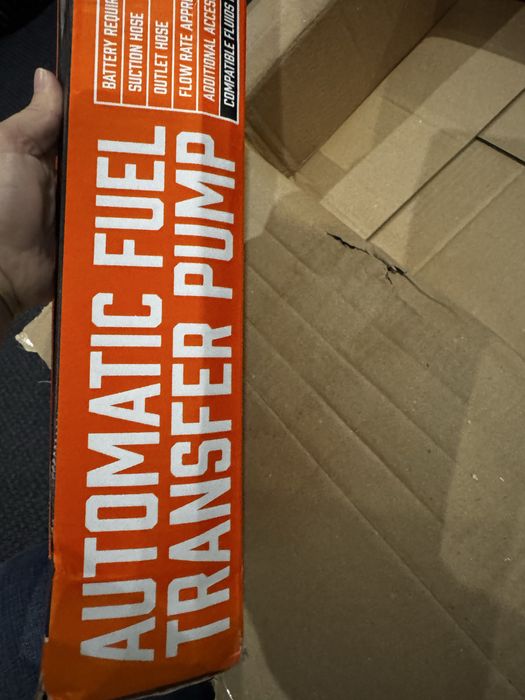 AUTOMATIC FUEL
TRANSFER PUMP
SUCTION HOSE
OUTLET HOSE
FLOW RATE
ADDITIONAL
COMPATIBLE FLUIDS
BATTERY